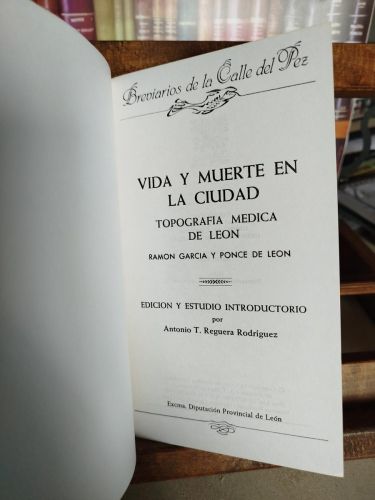 Breviarios de la Calle del Pez
VIDA Y MUERTE EN
LA CIUDAD
TOPOGRAFIA MEDICA
DE LEON
RAMON GARCIA Y PONCE DE LEON
EDICION Y ESTUDIO INTRODUCTORIO
por
Antonio T. Reguera Rodríguez
Excma. Diputación Provincial de León